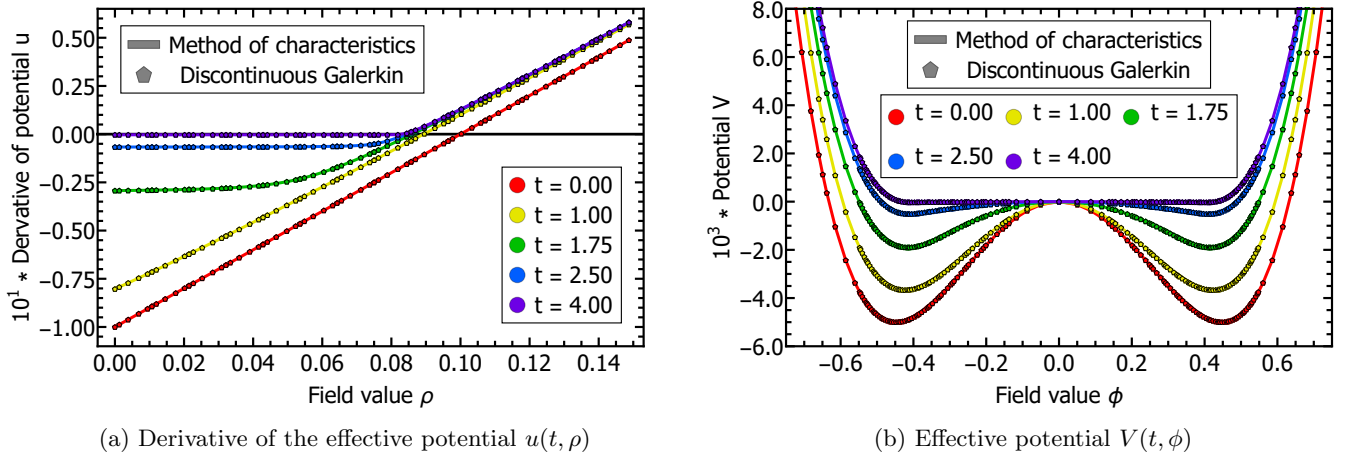 10¹ * Derivative of potential u
0.50
0.25
0.00
−0.25
−0.50
−0.75
−1.00
Method of characteristics
Discontinuous Galerkin
t = 0.00
t = 1.00
t = 1.75
t = 2.50
t = 4.00
0.00 0.02 0.04 0.06 0.08 0.10 0.12 0.14
Field value ρ
(a) Derivative of the effective potential u(t, ρ)
10³ * Potential V
8.0
6.0
4.0
2.0
0.0
−2.0
−4.0
−6.0
Method of characteristics
Discontinuous Galerkin
t = 0.00 t = 1.00 t = 1.75
t = 2.50 t = 4.00
−0.6 −0.4 −0.2 0.0 0.2 0.4 0.6
Field value ϕ
(b) Effective potential V(t, ϕ)